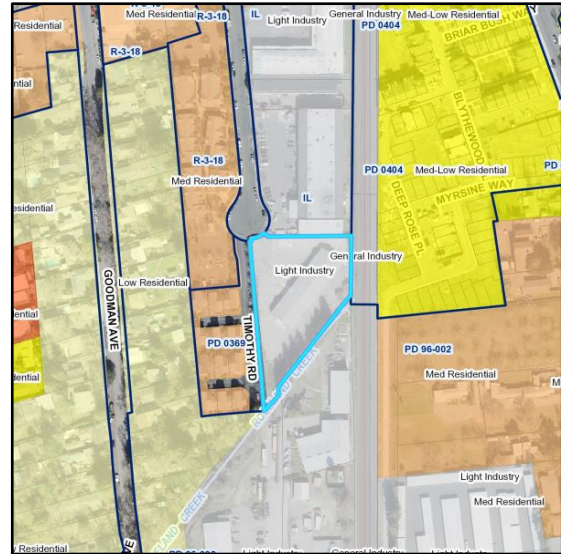 R-3-18
IL
General Industry
Med Residential
Light Industry
PD 0404
Med-Low Residential
BRIAR BUSH WAY
BLYTHEWOOD
R-3-18
PD 0404
Med-Low Residential
Med Residential
IL
MYRSINE WAY
DEEP ROSE PL
General Industry
Light Industry
Low Residential
GOODMAN AVE
TIMOTHY RD
PD 0369
PD 96-002
Med Residential
CREEK
CREEK
Light Industry
Med Residential
Light Industry
General Industry